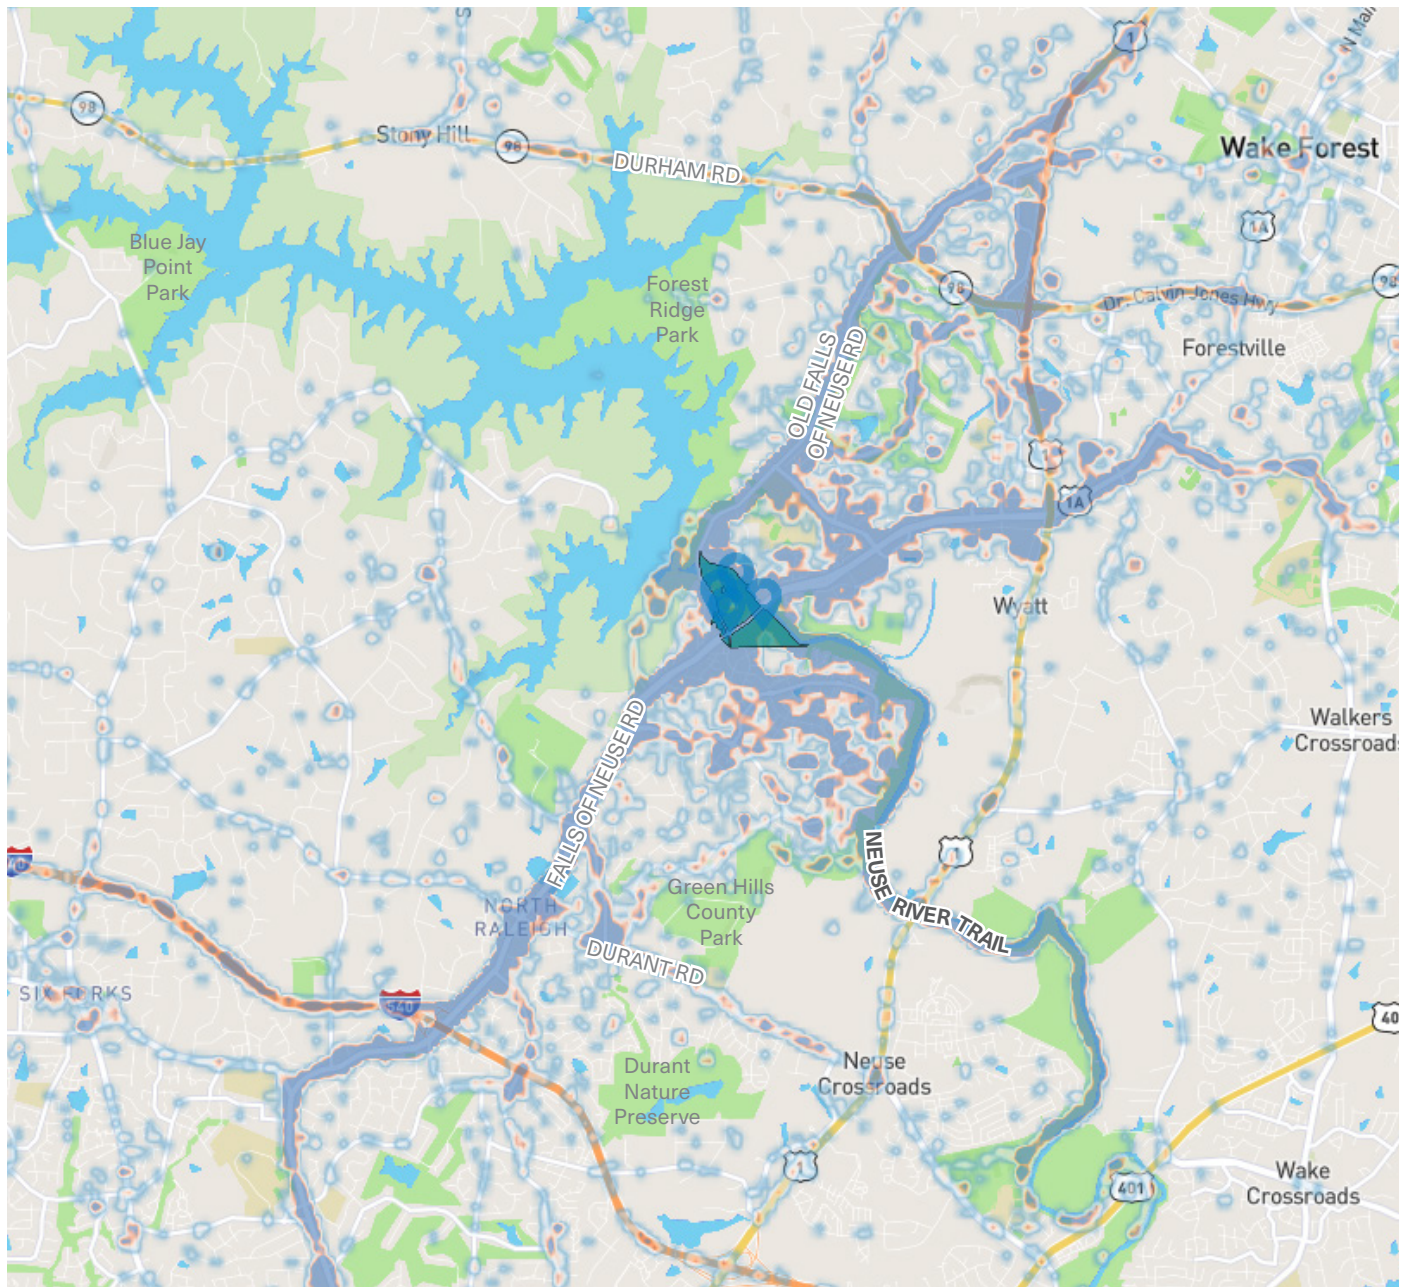 1
N Mai
98
Stony Hill
98
DURHAM RD
Wake Forest
1A
Blue Jay
Point
Park
Forest
Ridge
Park
98
Dr. Calvin Jones Hwy
98
Forestville
OLD FALLS
OF NEUSE RD
1
1A
Wyatt
Walkers
Crossroads
FALLS OF NEUSE RD
40
1
NEUSE RIVER TRAIL
Green Hills
County
Park
NORTH
RALEIGH
DURANT RD
SIX FORKS
540
40
Neuse
Crossroads
Durant
Nature
Preserve
1
401
Wake
Crossroads